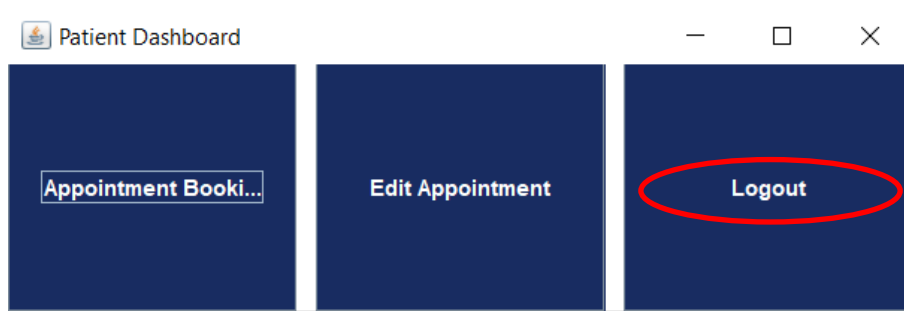 Patient Dashboard
Appointment Booki...
Edit Appointment
Logout